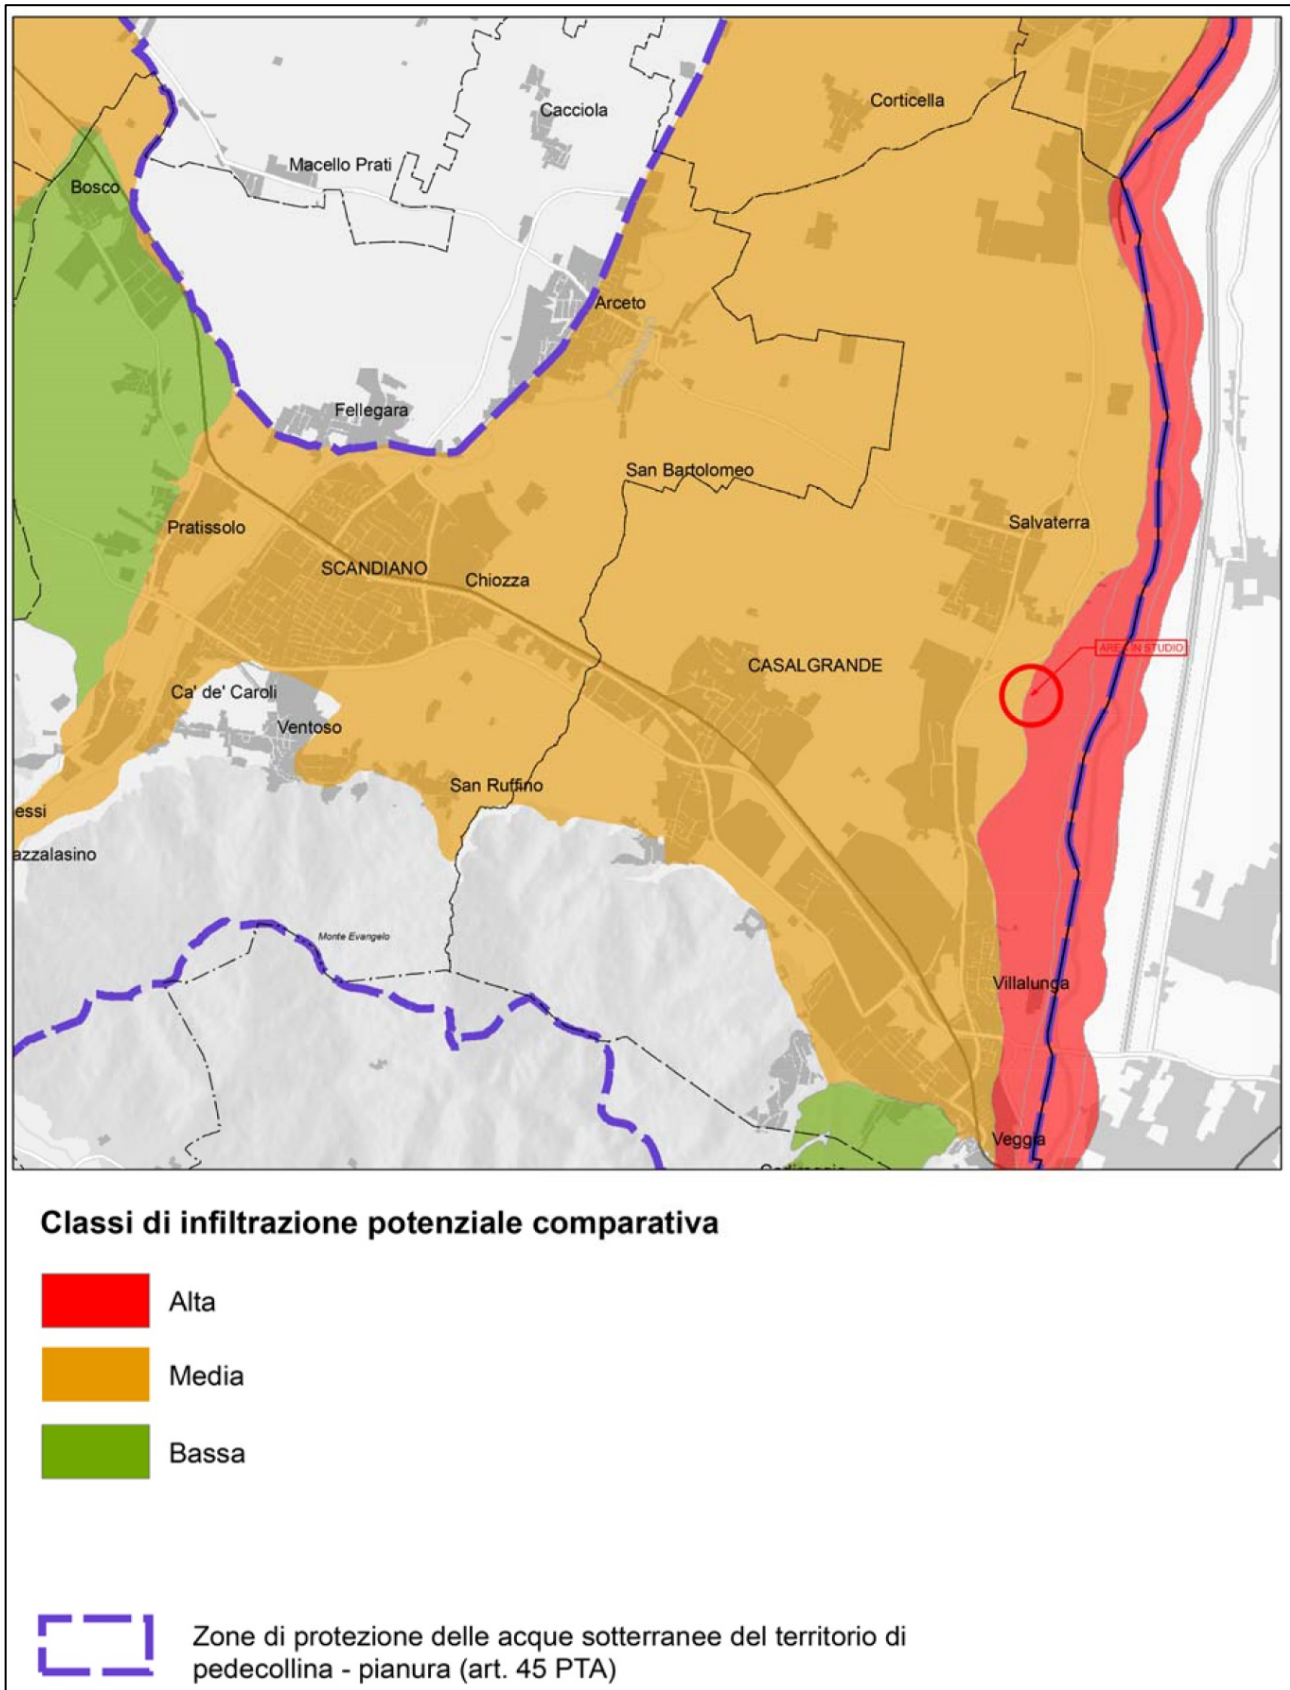 Cacciola
Corticella
Macello Prati
Bosco
Arceto
Fellegara
San Bartolomeo
Pratissolo
Salvaterra
SCANDIANO
Chiozza
CASALGRANDE
AREA IN STUDIO
Ca' de' Caroli
Ventoso
San Ruffino
essi
azzalasino
Monte Evangelo
Villalunga
Veggia
Classi di infiltrazione potenziale comparativa
Alta
Media
Bassa
Zone di protezione delle acque sotterranee del territorio di
pedecollina - pianura (art. 45 PTA)